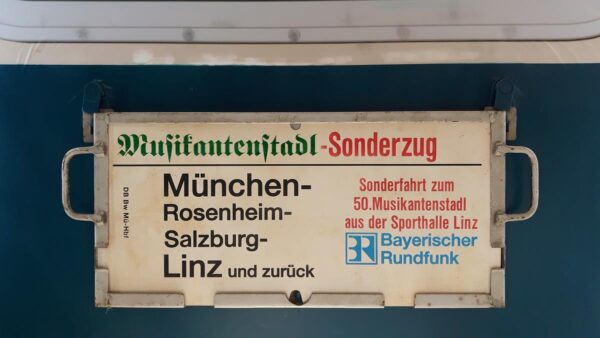 Musikantenstadl-Sonderzug
München-
Rosenheim-
Salzburg-
Linz und zurück
Sonderfahrt zum
50.Musikantenstadl
aus der Sporthalle Linz
BR Bayerischer
Rundfunk
DB Bw Mü-Hbf